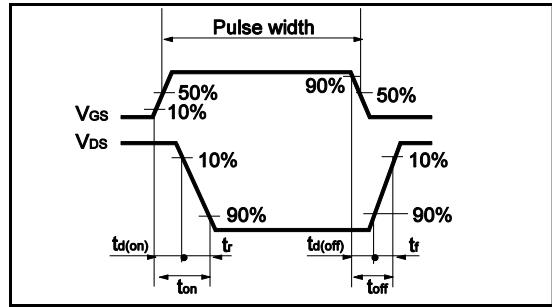 Pulse width
90%
50% 50%
10%
VGS
VDS
10% 10%
90% 90%
td(on) tr td(off) tf
ton toff